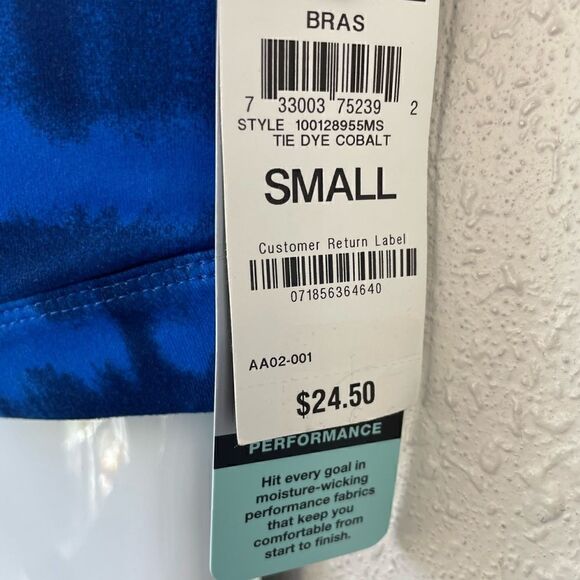 BRAS
7 33003 75239 2
STYLE 100128955MS
TIE DYE COBALT
SMALL
Customer Return Label
071856364640
AA02-001
$24.50
PERFORMANCE
Hit every goal in
moisture-wicking
performance fabrics
that keep you
comfortable from
start to finish.